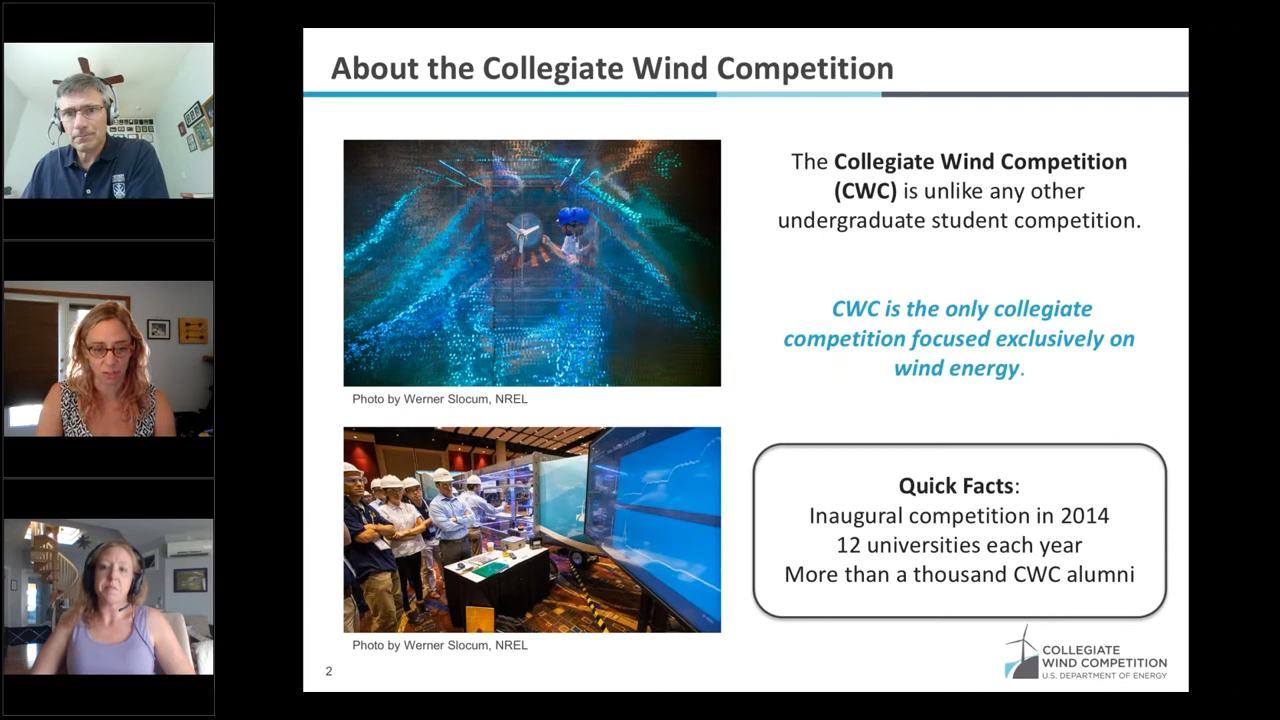 About the Collegiate Wind Competition
The Collegiate Wind Competition
(CWC) is unlike any other
undergraduate student competition.
CWC is the only collegiate
competition focused exclusively on
wind energy.
Photo by Werner Slocum, NREL
Quick Facts:
Inaugural competition in 2014
12 universities each year
More than a thousand CWC alumni
Photo by Werner Slocum, NREL
2
COLLEGIATE
WIND COMPETITION
U.S. DEPARTMENT OF ENERGY